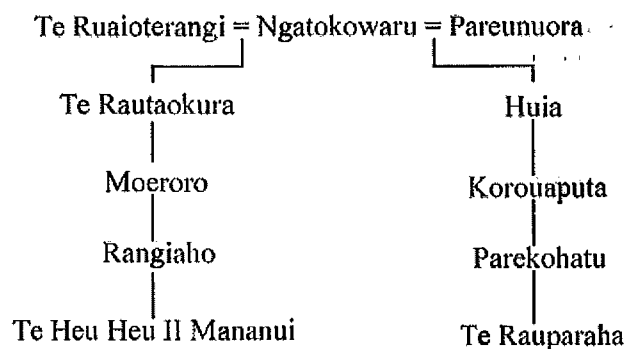 Te Ruaioterangi = Ngatokowaru = Pareunuora
Te Rautaokura Huia
Moeroro Korouaputa
Rangiaho Parekohatu
Te Heu Heu II Mananui Te Rauparaha